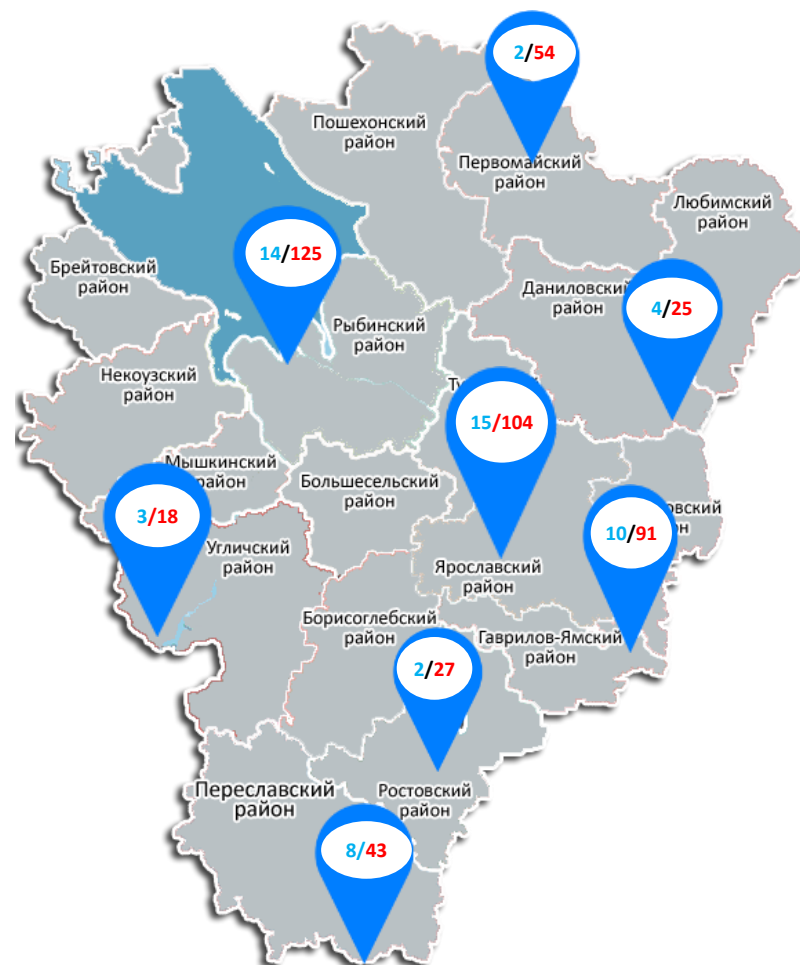 2/54
Пошехонский
район
Первомайский
район
Любимский
район
14/125
Брейтовский
район
Даниловский
район
4/25
Рыбинский
район
Некоузский
район
15/104
Мышкинский
район
Большесельский
район
3/18
10/91
Угличский
район
Ярославский
район
Борисоглебский
район
Гаврилов-Ямский
район
2/27
Переславский
район
Ростовский
район
8/43